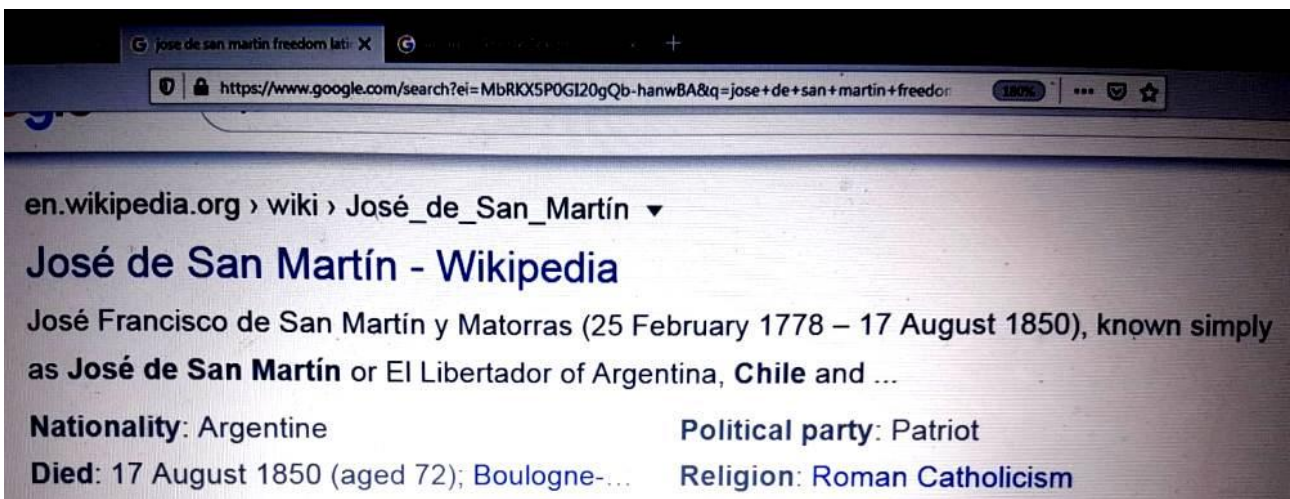 G jose de san martin freedom lati X G +
https://www.google.com/search?ei=MbRKX5P0GI20gQb-hanwBA&q=jose+de+san+martin+freedor 180% ...
en.wikipedia.org › wiki › José_de_San_Martín ▾
José de San Martín - Wikipedia
José Francisco de San Martín y Matorras (25 February 1778 – 17 August 1850), known simply
as José de San Martín or El Libertador of Argentina, Chile and ...
Nationality: Argentine Political party: Patriot
Died: 17 August 1850 (aged 72); Boulogne-... Religion: Roman Catholicism